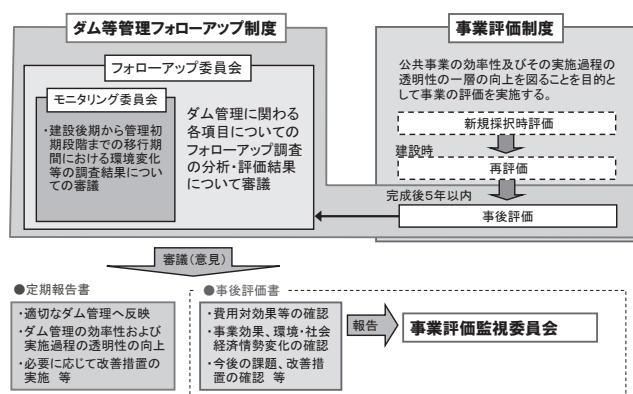 ダム等管理フォローアップ制度
フォローアップ委員会
モニタリング委員会
・建設後期から管理初
期段階までの移行期
間における環境変化
等の調査結果につい
ての審議
ダム管理に関わる
各項目についての
フォローアップ調査
の分析・評価結果
について審議
事業評価制度
公共事業の効率性及びその実施過程の
透明性の一層の向上を図ることを目的
として事業の評価を実施する。
新規採択時評価
建設時
再評価
完成後5年以内
事後評価
審議(意見)
●定期報告書
・適切なダム管理へ反映
・ダム管理の効率性および
実施過程の透明性の向上
・必要に応じて改善措置の
実施 等
●事後評価書
・費用対効果等の確認
・事業効果、環境・社会
経済情勢変化の確認
・今後の課題、改善措
置の確認 等
報告
事業評価監視委員会